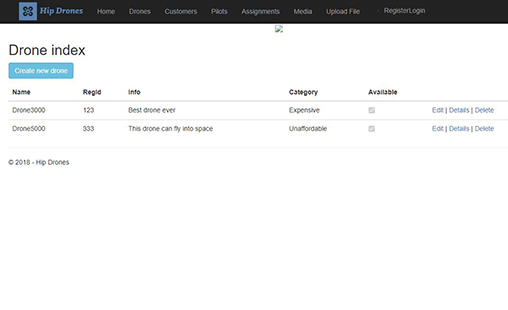 Hip Drones Home Drones Customers Pilots Assignments Media Upload File RegisterLogin
Drone index
Create new drone
Name RegId Info Category Available
Drone3000 123 Best drone ever Expensive Edit | Details | Delete
Drone5000 333 This drone can fly into space Unaffordable Edit | Details | Delete
© 2018 - Hip Drones